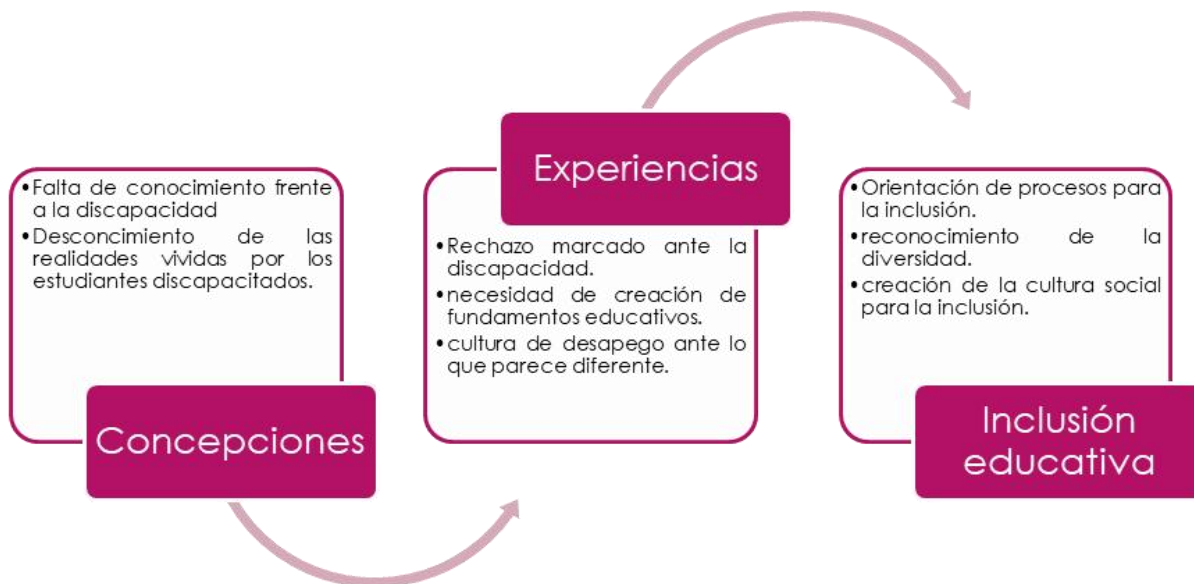 •Falta de conocimiento frente
a la discapacidad
•Desconcimiento de las
realidades vividas por los
estudiantes discapacitados.
Concepciones
Experiencias
•Rechazo marcado ante la
discapacidad.
•necesidad de creación de
fundamentos educativos.
•cultura de desapego ante lo
que parece diferente.
•Orientación de procesos para
la inclusión.
•reconocimiento de la
diversidad.
•creación de la cultura social
para la inclusión.
Inclusión
educativa